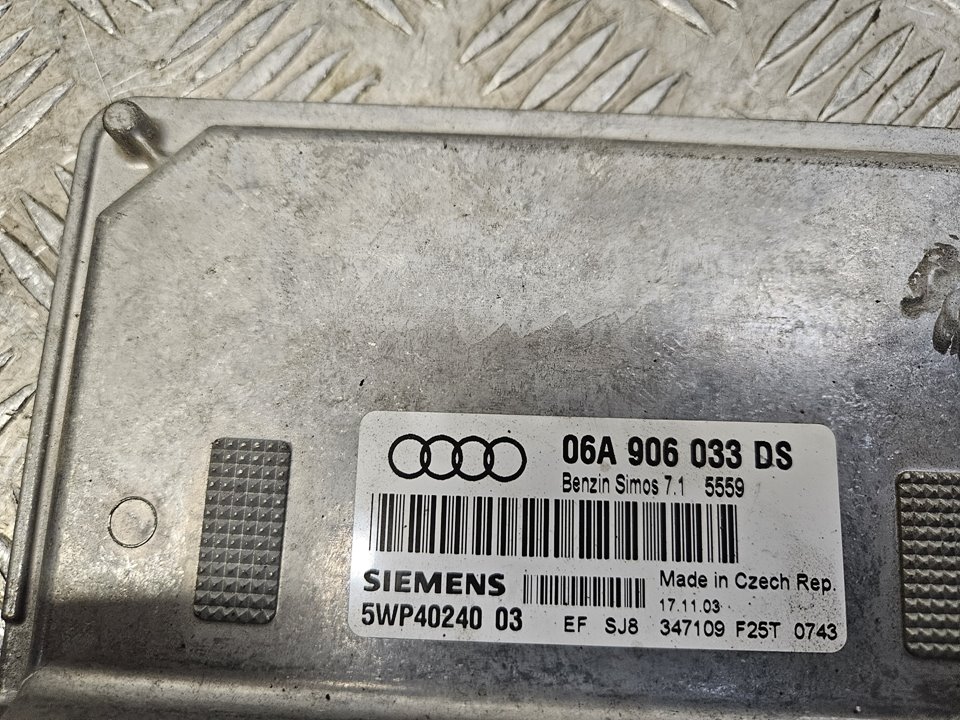 06A 906 033 DS
Benzin Simos 7.1 5559
SIEMENS
Made in Czech Rep.
17.11.03
5WP40240 03
EF SJ8 347109 F25T 0743